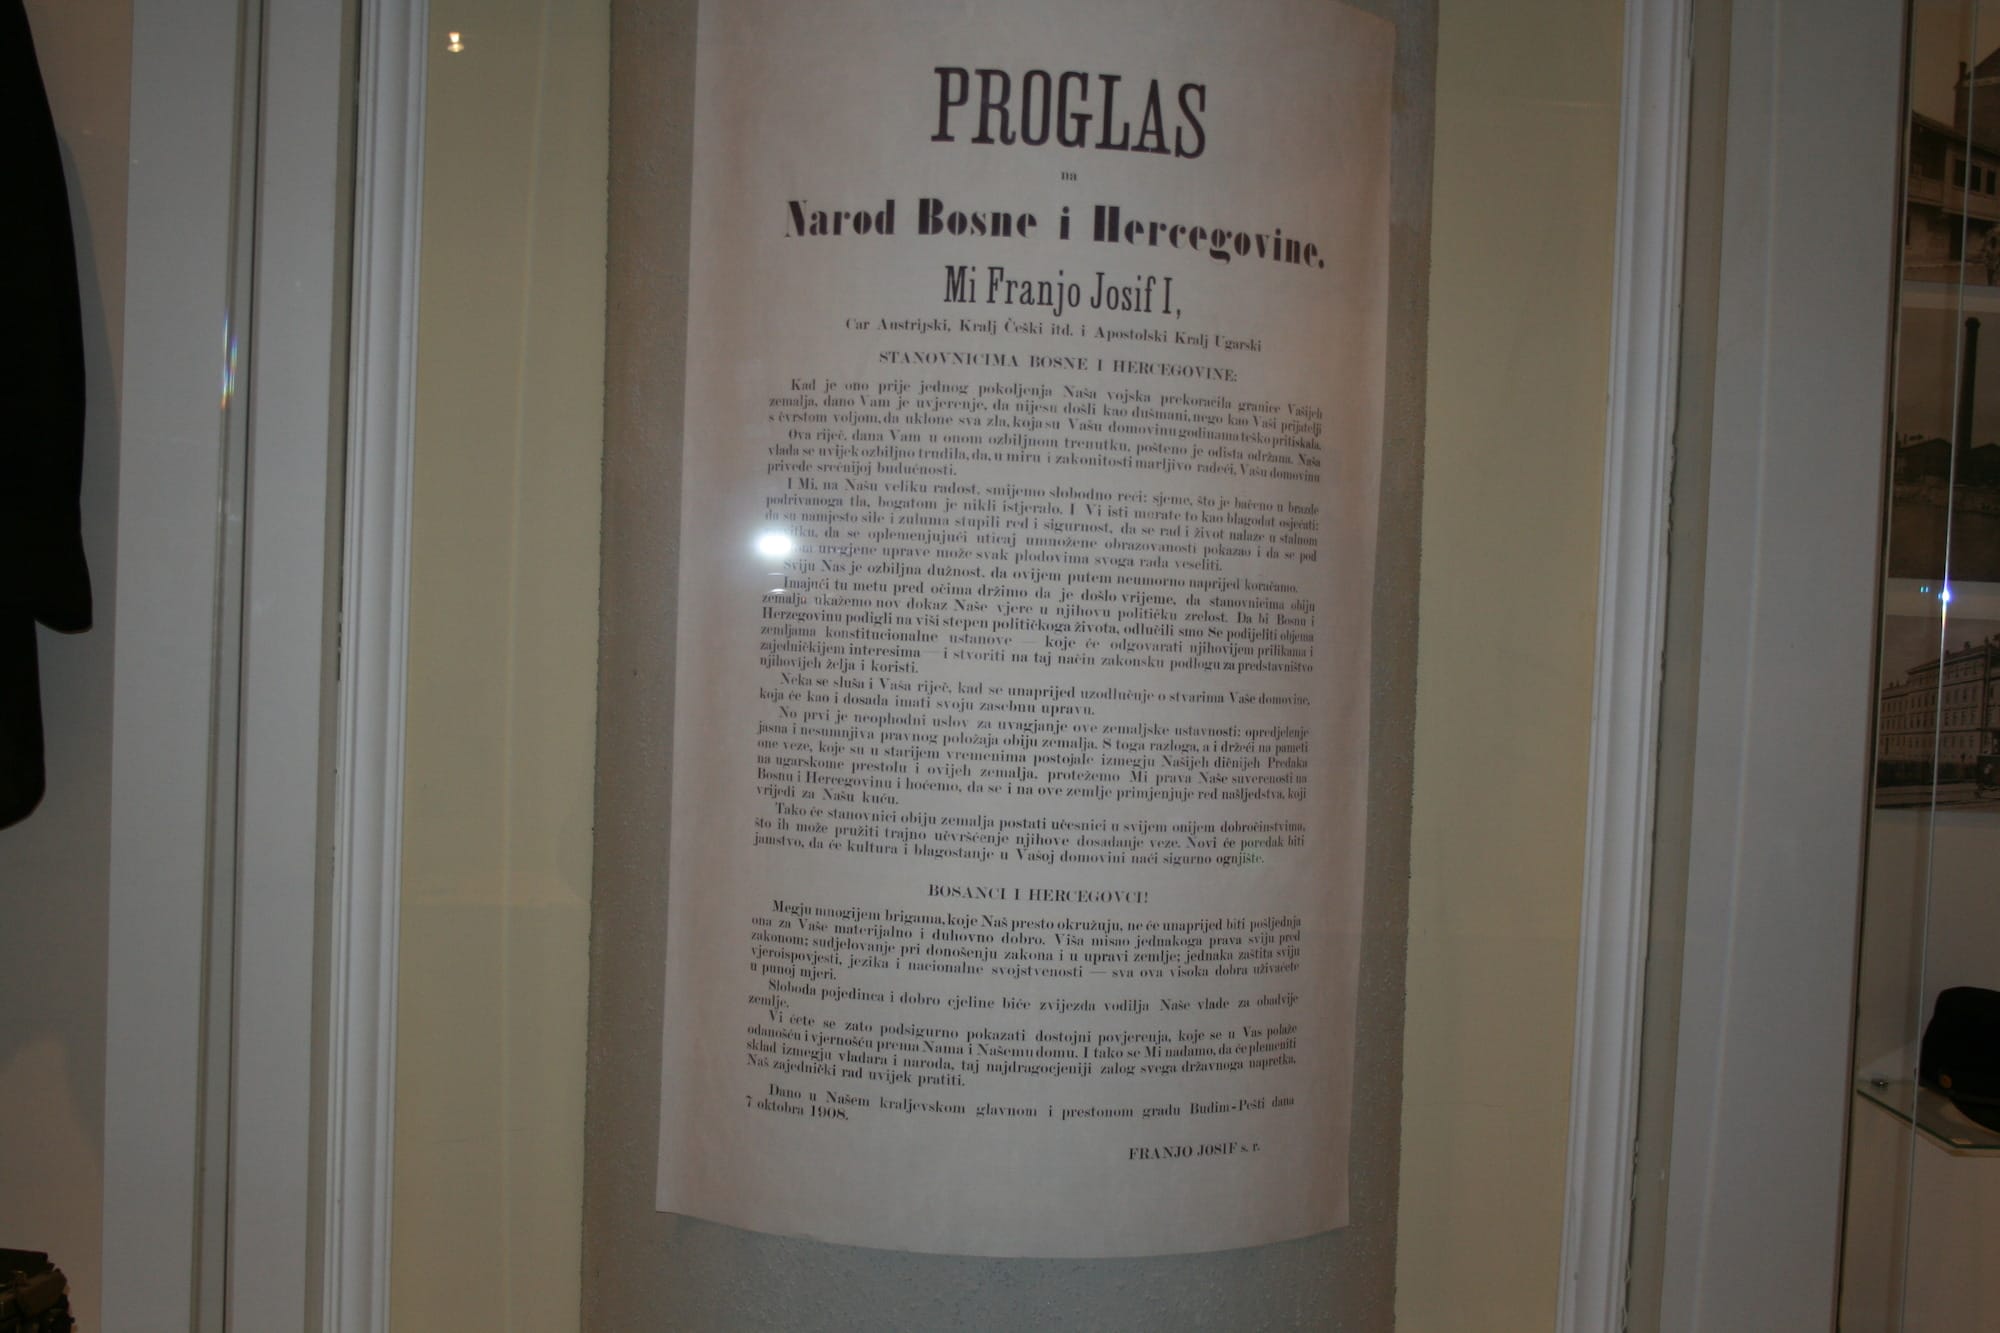 PROGLAS
na
Narod Bosne i Hercegovine.
Mi Franjo Josif I,
Car Austrijski, Kralj Češki itd. i Apostolski Kralj Ugarski
STANOVNICIMA BOSNE I HERCEGOVINE:
Kad je ono prije jednog pokoljenja Naša vojska prekoračila granice Vašijeh
zemalja, dano Vam je uvjerenje, da nijesu došli kao dušmani, nego kao Vaši prijatelji
s čvrstom voljom, da uklone sva zla, koja su Vašu domovinu godinama teško pritiskala.
Ova riječ, dana Vam u onom ozbiljnom trenutku, pošteno je odista održana. Naša
vlada se uvijek ozbiljno trudila, da, u miru i zakonitosti marljivo radeći, Vašu domovinu
privede srećnijoj budućnosti.
I Mi, na Našu veliku radost, smijemo slobodno reći: sjeme, što je bačeno u brazde
podrivanoga tla, bogatom je nikli istjeralo. I Vi isti morate to kao blagodat osjećati:
da su namjesto sile i zuluma stupili red i sigurnost, da se rad i život nalaze u stalnom
da se oplemenjujući uticaj umnožene obrazovanosti pokazao i da se pod
uregjene uprave može svak plodovima svoga rada veseliti.
Sviju Nas je ozbiljna dužnost, da ovijem putem neumorno naprijed koračamo.
Imajući tu metu pred očima držimo da je došlo vrijeme, da stanovnicima obiju
zemalja ukažemo nov dokaz Naše vjere u njihovu političku zrelost. Da bi Bosnu i
Herzegovinu podigli na viši stepen političkoga života, odlučili smo Se podijeliti objema
zemljama konstitucionalne ustanove — koje će odgovarati njihovijem prilikama i
zajedničkijem interesima — i stvoriti na taj način zakonsku podlogu za predstavništvo
njihovijeh želja i koristi.
Neka se sluša i Vaša riječ, kad se unaprijed uzodlučuje o stvarima Vaše domovine,
koja će kao i dosada imati svoju zasebnu upravu.
No prvi je neophodni uslov za uvagjanje ove zemaljske ustavnosti: opredjelenje
jasna i nesumnjiva pravnog položaja obiju zemalja. S toga razloga, a i držeći na pameti
one veze, koje su u starijem vremenima postojale izmegju Našijeh dičnijeh Predaka
na ugarskome prestolu i ovijeh zemalja, protežemo Mi prava Naše suverenosti na
Bosnu i Hercegovinu i hoćemo, da se i na ove zemlje primjenjuje red našljedstva, koji
vrijedi za Našu kuću.
Tako će stanovnici obiju zemalja postati učesnici u svijem onijem dobročinstvima,
što ih može pružiti trajno učvršćenje njihove dosadanje veze. Novi će poredak biti
jamstvo, da će kultura i blagostanje u Vašoj domovini naći sigurno ognjište.
BOSANCI I HERCEGOVCI!
Megju mnogijem brigama, koje Naš presto okružuju, ne će unaprijed biti pošljednja
ona za Vaše materijalno i duhovno dobro. Viša misao jednakoga prava sviju pred
zakonom; sudjelovanje pri donošenju zakona i u upravi zemlje; jednaka zaštita sviju
vjeroispovjesti, jezika i nacionalne svojstvenosti — sva ova visoka dobra uživaćete
u punoj mjeri.
Sloboda pojedinca i dobro cjeline biće zvijezda vodilja Naše vlade za obadvije
zemlje.
Vi ćete se zato podsigurno pokazati dostojni povjerenja, koje se u Vas polaže
odanošću i vjernošću prema Nama i Našemu domu. I tako se Mi nadamo, da će plemeniti
sklad izmegju vladara i naroda, taj najdragocjeniji zalog svega državnoga napretka,
Naš zajednički rad uvijek pratiti.
Dano u Našem kraljevskom glavnom i prestonom gradu Budim-Pešti dana
7 oktobra 1908.
FRANJO JOSIF s. r.